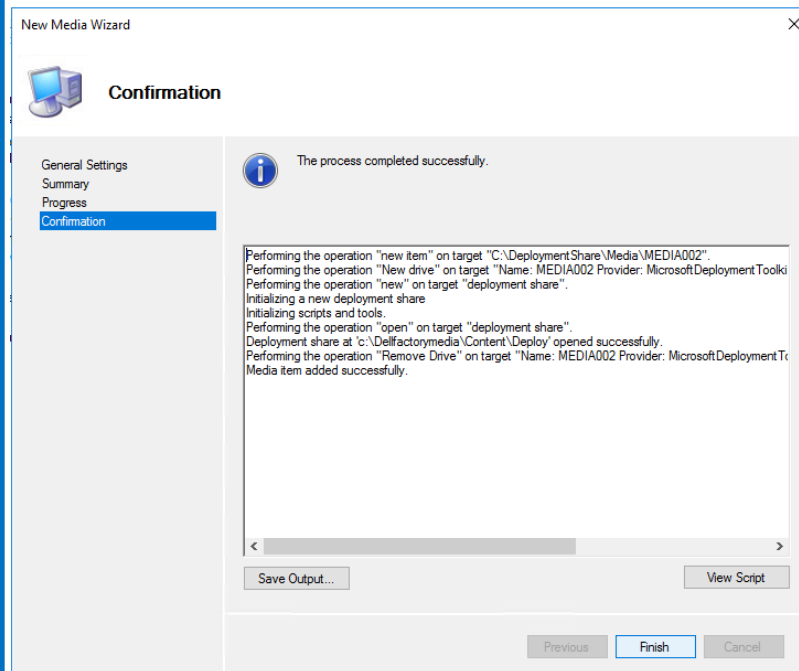 New Media Wizard
Confirmation
General Settings
Summary
Progress
Confirmation
The process completed successfully.
Performing the operation "new item" on target "C:\DeploymentShare\Media\MEDIA002".
Performing the operation "New drive" on target "Name: MEDIA002 Provider: MicrosoftDeploymentToolki
Performing the operation "new" on target "deployment share".
Initializing a new deployment share
Initializing scripts and tools.
Performing the operation "open" on target "deployment share".
Deployment share at 'c:\Dellfactorymedia\Content\Deploy' opened successfully.
Performing the operation "Remove Drive" on target "Name: MEDIA002 Provider: MicrosoftDeploymentTo
Media item added successfully.
Save Output...
View Script
Previous
Finish
Cancel